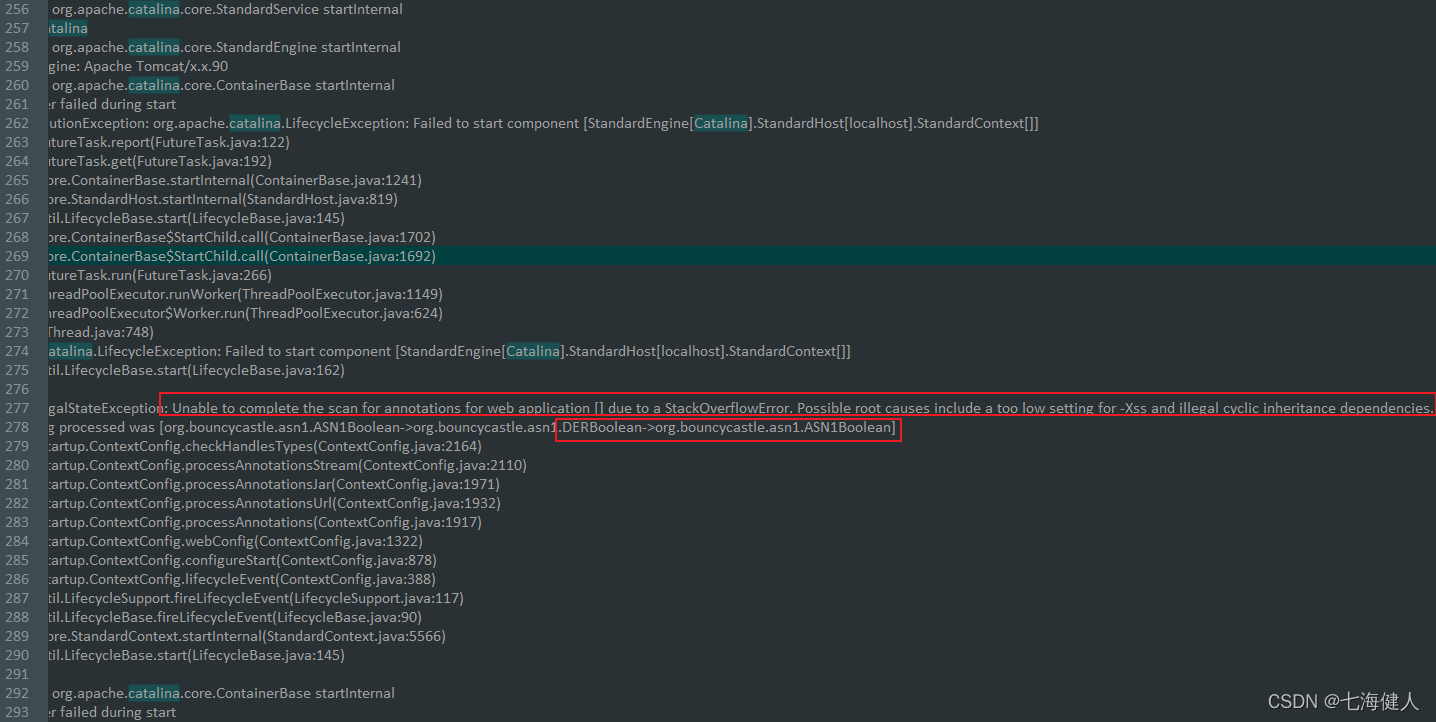 256 org.apache.catalina.core.StandardService startInternal
257 atalina
258 org.apache.catalina.core.StandardEngine startInternal
259 gine: Apache Tomcat/x.x.90
260 org.apache.catalina.core.ContainerBase startInternal
261 er failed during start
262 utionException: org.apache.catalina.LifecycleException: Failed to start component [StandardEngine[Catalina].StandardHost[localhost].StandardContext[]]
263 utureTask.report(FutureTask.java:122)
264 utureTask.get(FutureTask.java:192)
265 ore.ContainerBase.startInternal(ContainerBase.java:1241)
266 ore.StandardHost.startInternal(StandardHost.java:819)
267 til.LifecycleBase.start(LifecycleBase.java:145)
268 ore.ContainerBase$StartChild.call(ContainerBase.java:1702)
269 ore.ContainerBase$StartChild.call(ContainerBase.java:1692)
270 utureTask.run(FutureTask.java:266)
271 hreadPoolExecutor.runWorker(ThreadPoolExecutor.java:1149)
272 hreadPoolExecutor$Worker.run(ThreadPoolExecutor.java:624)
273 Thread.java:748)
274 atalina.LifecycleException: Failed to start component [StandardEngine[Catalina].StandardHost[localhost].StandardContext[]]
275 til.LifecycleBase.start(LifecycleBase.java:162)
276
277 galStateException: Unable to complete the scan for annotations for web application [] due to a StackOverflowError. Possible root causes include a too low setting for -Xss and illegal cyclic inheritance dependencies.
278 g processed was [org.bouncycastle.asn1.ASN1Boolean->org.bouncycastle.asn1.DERBoolean->org.bouncycastle.asn1.ASN1Boolean]
279 tartup.ContextConfig.checkHandlesTypes(ContextConfig.java:2164)
280 tartup.ContextConfig.processAnnotationsStream(ContextConfig.java:2110)
281 tartup.ContextConfig.processAnnotationsJar(ContextConfig.java:1971)
282 tartup.ContextConfig.processAnnotationsUrl(ContextConfig.java:1932)
283 tartup.ContextConfig.processAnnotations(ContextConfig.java:1917)
284 tartup.ContextConfig.webConfig(ContextConfig.java:1322)
285 tartup.ContextConfig.configureStart(ContextConfig.java:878)
286 tartup.ContextConfig.lifecycleEvent(ContextConfig.java:388)
287 til.LifecycleSupport.fireLifecycleEvent(LifecycleSupport.java:117)
288 til.LifecycleBase.fireLifecycleEvent(LifecycleBase.java:90)
289 ore.StandardContext.startInternal(StandardContext.java:5566)
290 til.LifecycleBase.start(LifecycleBase.java:145)
291
292 org.apache.catalina.core.ContainerBase startInternal
293 er failed during start
CSDN @七海健人